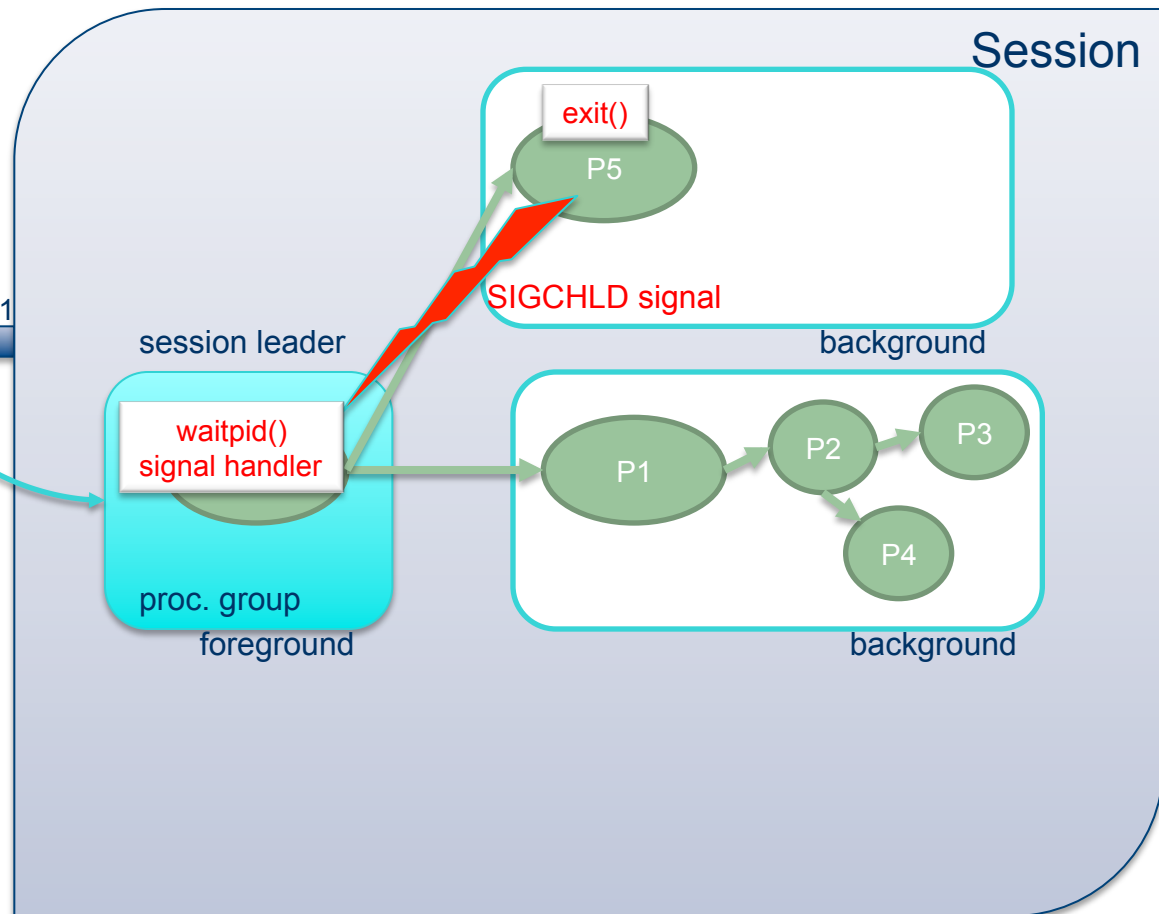 Session
exit()
P5
SIGCHLD signal
1
session leader
background
waitpid()
signal handler
P1
P2
P3
P4
proc. group
foreground
background